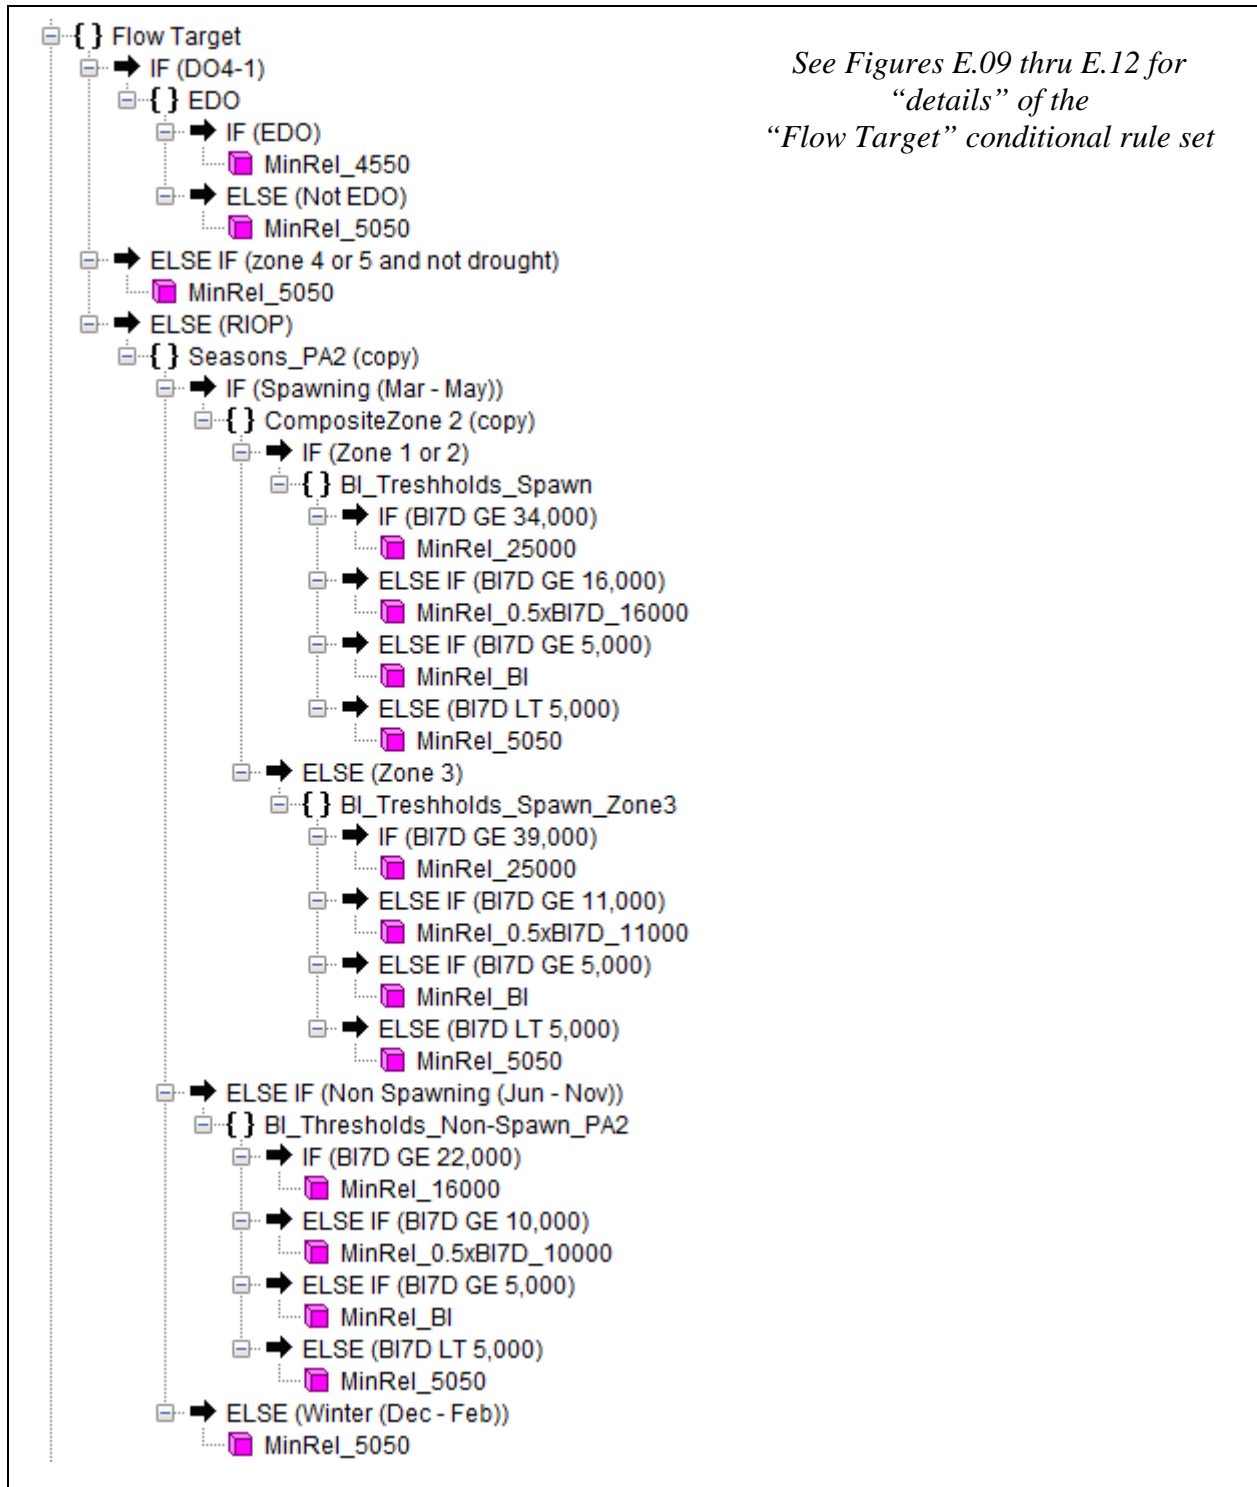 { } Flow Target
IF (DO4-1)
{ } EDO
IF (EDO)
MinRel_4550
ELSE (Not EDO)
MinRel_5050
ELSE IF (zone 4 or 5 and not drought)
MinRel_5050
ELSE (RIOP)
{ } Seasons_PA2 (copy)
IF (Spawning (Mar - May))
{ } CompositeZone 2 (copy)
IF (Zone 1 or 2)
{ } BI_Treshholds_Spawn
IF (BI7D GE 34,000)
MinRel_25000
ELSE IF (BI7D GE 16,000)
MinRel_0.5xBI7D_16000
ELSE IF (BI7D GE 5,000)
MinRel_BI
ELSE (BI7D LT 5,000)
MinRel_5050
ELSE (Zone 3)
{ } BI_Treshholds_Spawn_Zone3
IF (BI7D GE 39,000)
MinRel_25000
ELSE IF (BI7D GE 11,000)
MinRel_0.5xBI7D_11000
ELSE IF (BI7D GE 5,000)
MinRel_BI
ELSE (BI7D LT 5,000)
MinRel_5050
ELSE IF (Non Spawning (Jun - Nov))
{ } BI_Thresholds_Non-Spawn_PA2
IF (BI7D GE 22,000)
MinRel_16000
ELSE IF (BI7D GE 10,000)
MinRel_0.5xBI7D_10000
ELSE IF (BI7D GE 5,000)
MinRel_BI
ELSE (BI7D LT 5,000)
MinRel_5050
ELSE (Winter (Dec - Feb))
MinRel_5050
See Figures E.09 thru E.12 for
“details” of the
“Flow Target” conditional rule set